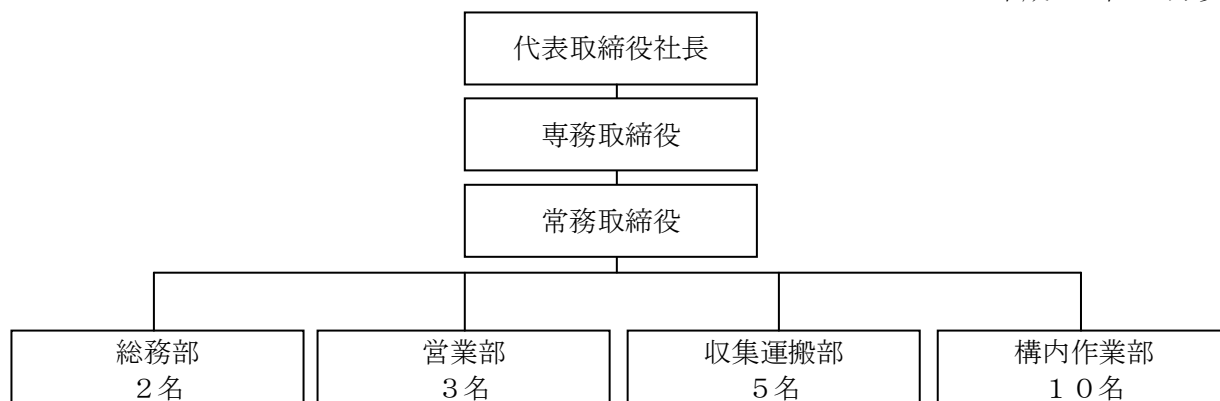 代表取締役社長
専務取締役
常務取締役
総務部
２名
営業部
３名
収集運搬部
５名
構内作業部
１０名